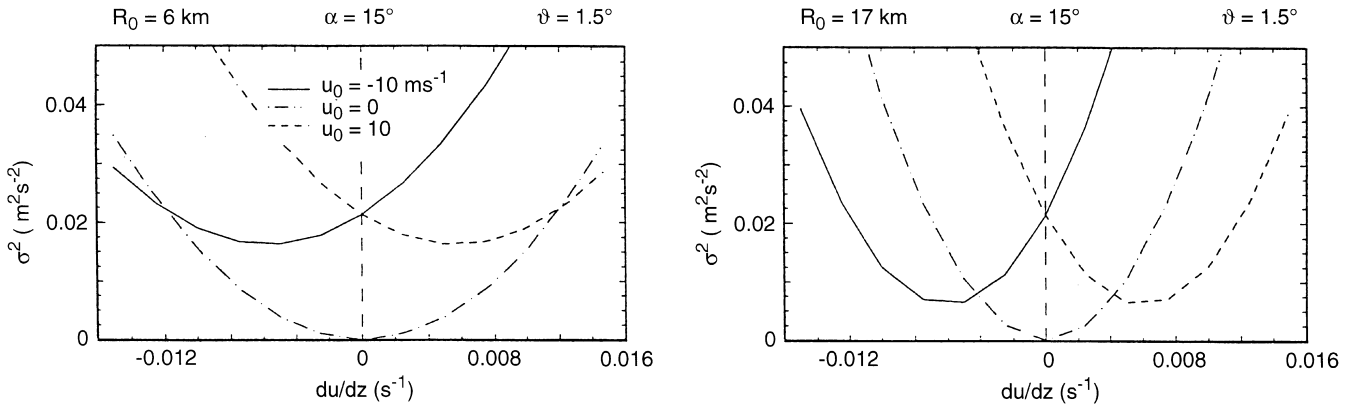 R₀ = 6 km α = 15° ϑ = 1.5°
σ² ( m²s⁻²)
0.04
0.02
0
u₀ = -10 ms⁻¹
u₀ = 0
u₀ = 10
-0.012 0 0.008 0.016
du/dz (s⁻¹)
R₀ = 17 km α = 15° ϑ = 1.5°
σ² ( m²s⁻²)
0.04
0.02
0
-0.012 0 0.008 0.016
du/dz (s⁻¹)